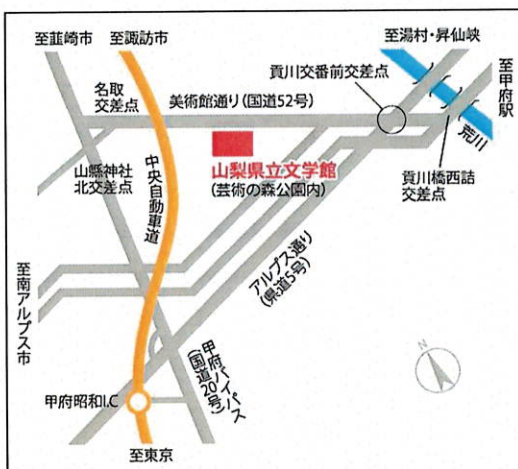 至韮崎市
至諏訪市
至湯村・昇仙峡
至甲府駅
貢川交番前交差点
名取
交差点
美術館通り(国道52号)
荒川
山梨県立文学館
(芸術の森公園内)
貢川橋西詰
交差点
山縣神社
北交差点
中央自動車道
アルプス通り
(県道5号)
至南アルプス市
甲府バイパス
(国道20号)
甲府昭和I.C
至東京
N